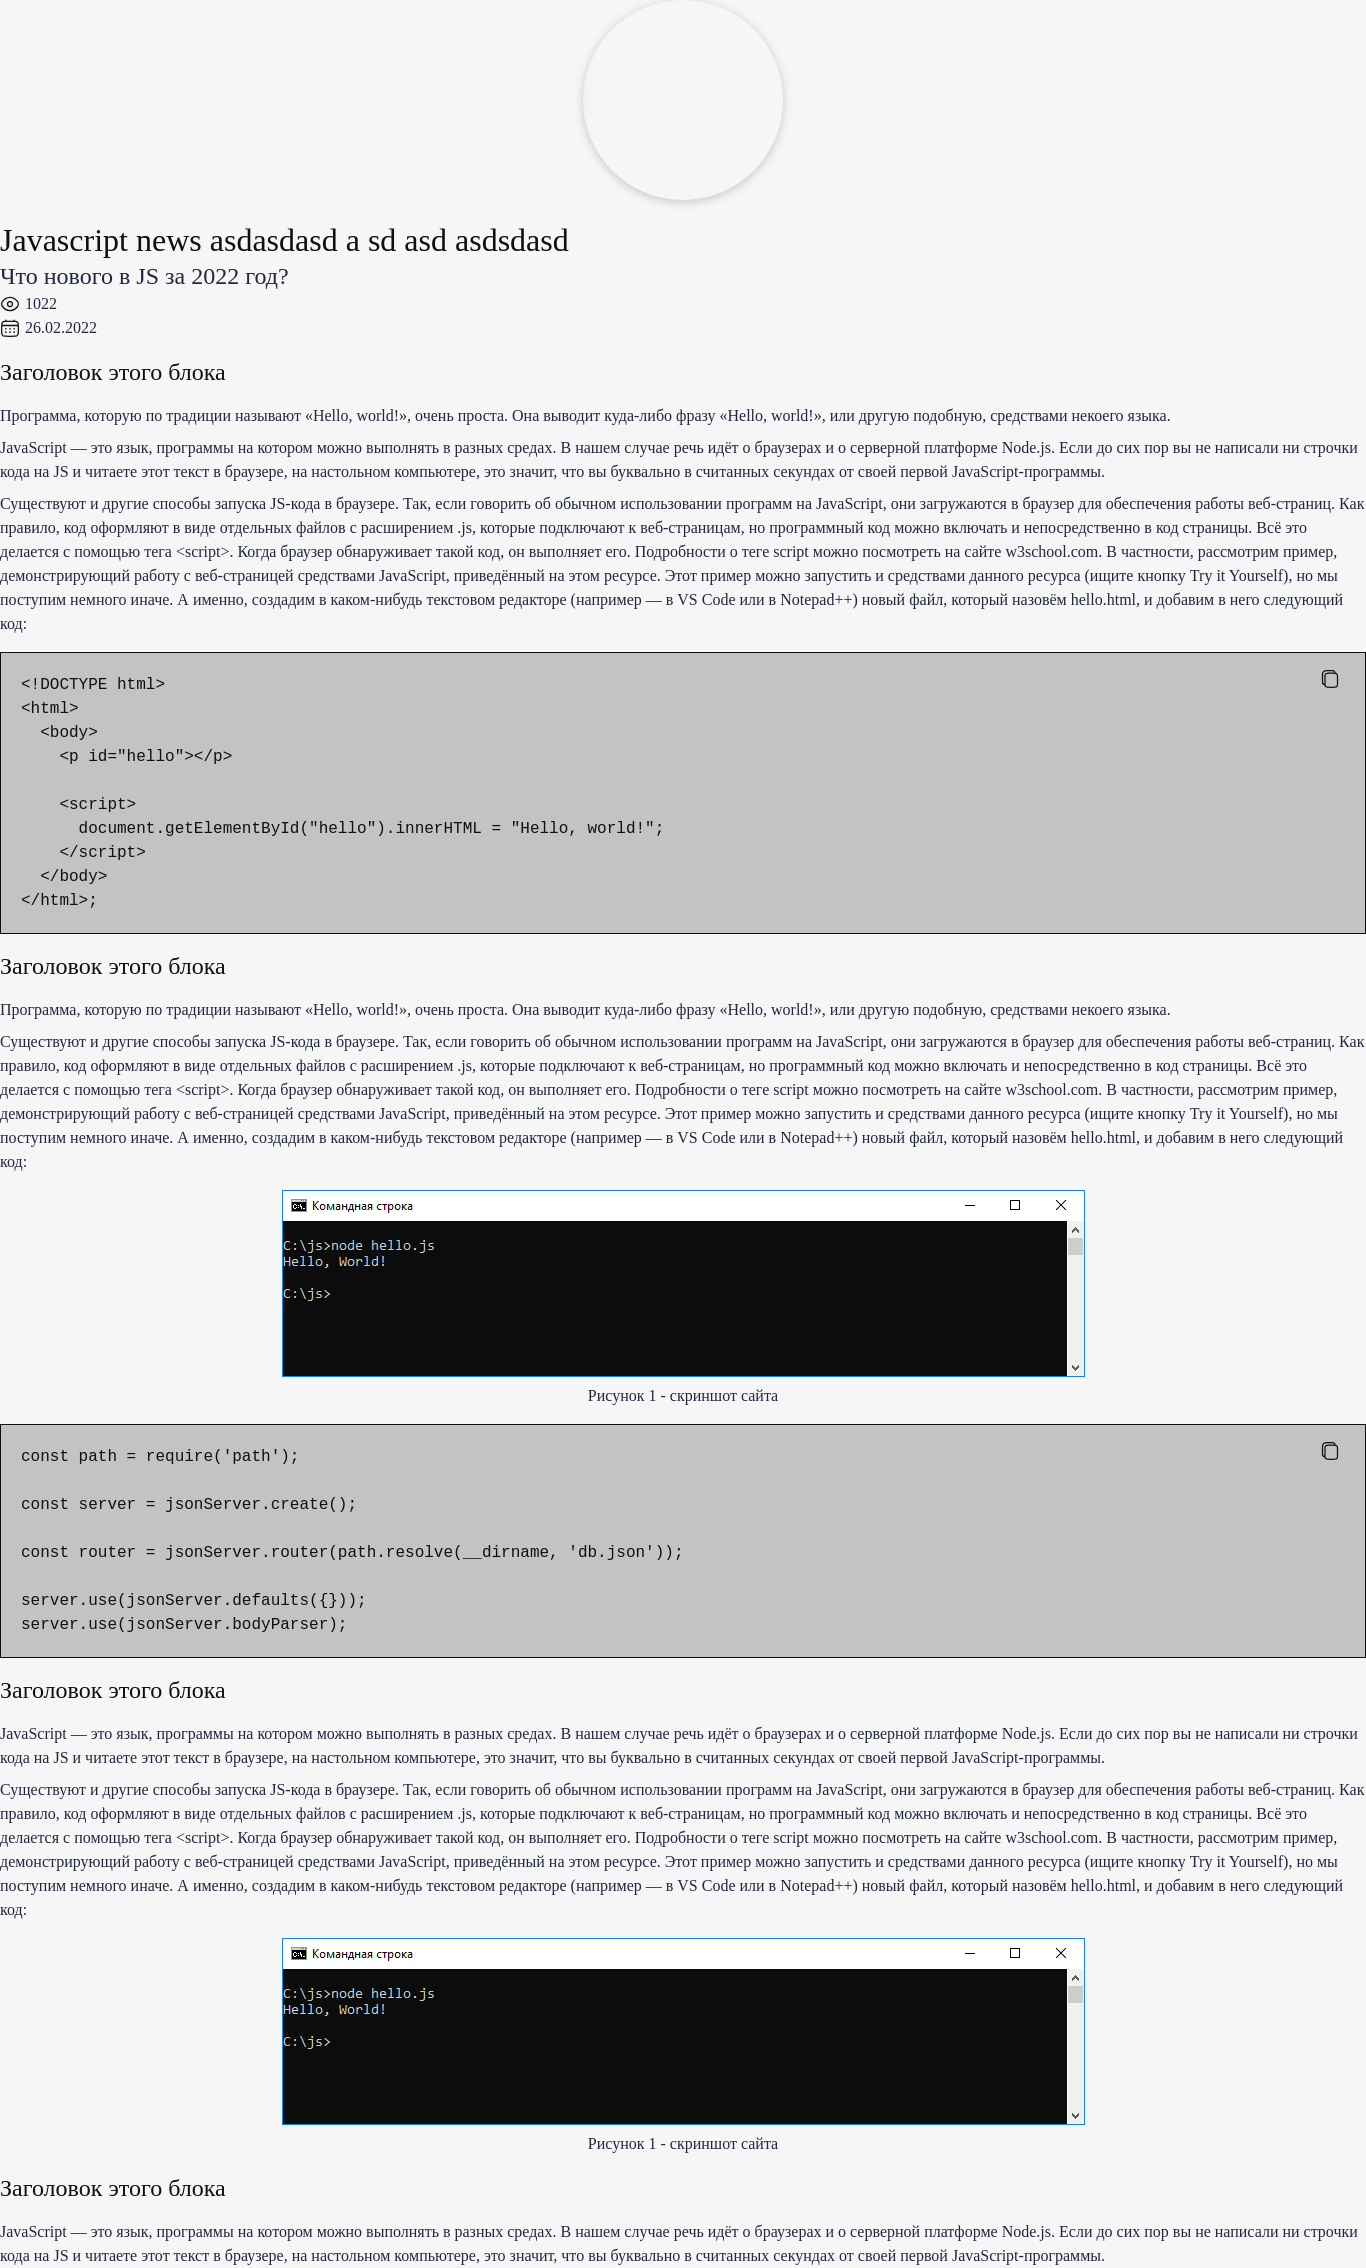 Javascript news asdasdasd a sd asd asdsdasd
Что нового в JS за 2022 год?
1022
26.02.2022
Заголовок этого блока
Программа, которую по традиции называют «Hello, world!», очень проста. Она выводит куда-либо фразу «Hello, world!», или другую подобную, средствами некоего языка.
JavaScript — это язык, программы на котором можно выполнять в разных средах. В нашем случае речь идёт о браузерах и о серверной платформе Node.js. Если до сих пор вы не написали ни строчки
кода на JS и читаете этот текст в браузере, на настольном компьютере, это значит, что вы буквально в считанных секундах от своей первой JavaScript-программы.
Существуют и другие способы запуска JS-кода в браузере. Так, если говорить об обычном использовании программ на JavaScript, они загружаются в браузер для обеспечения работы веб-страниц. Как
правило, код оформляют в виде отдельных файлов с расширением .js, которые подключают к веб-страницам, но программный код можно включать и непосредственно в код страницы. Всё это
делается с помощью тега <script>. Когда браузер обнаруживает такой код, он выполняет его. Подробности о теге script можно посмотреть на сайте w3school.com. В частности, рассмотрим пример,
демонстрирующий работу с веб-страницей средствами JavaScript, приведённый на этом ресурсе. Этот пример можно запустить и средствами данного ресурса (ищите кнопку Try it Yourself), но мы
поступим немного иначе. А именно, создадим в каком-нибудь текстовом редакторе (например — в VS Code или в Notepad++) новый файл, который назовём hello.html, и добавим в него следующий
код:
<!DOCTYPE html>
<html>
  <body>
    <p id="hello"></p>

    <script>
      document.getElementById("hello").innerHTML = "Hello, world!";
    </script>
  </body>
</html>;
Заголовок этого блока
Программа, которую по традиции называют «Hello, world!», очень проста. Она выводит куда-либо фразу «Hello, world!», или другую подобную, средствами некоего языка.
Существуют и другие способы запуска JS-кода в браузере. Так, если говорить об обычном использовании программ на JavaScript, они загружаются в браузер для обеспечения работы веб-страниц. Как
правило, код оформляют в виде отдельных файлов с расширением .js, которые подключают к веб-страницам, но программный код можно включать и непосредственно в код страницы. Всё это
делается с помощью тега <script>. Когда браузер обнаруживает такой код, он выполняет его. Подробности о теге script можно посмотреть на сайте w3school.com. В частности, рассмотрим пример,
демонстрирующий работу с веб-страницей средствами JavaScript, приведённый на этом ресурсе. Этот пример можно запустить и средствами данного ресурса (ищите кнопку Try it Yourself), но мы
поступим немного иначе. А именно, создадим в каком-нибудь текстовом редакторе (например — в VS Code или в Notepad++) новый файл, который назовём hello.html, и добавим в него следующий
код:
Командная строка
C:\js>node hello.js
Hello, World!
C:\js>
Рисунок 1 - скриншот сайта
const path = require('path');

const server = jsonServer.create();

const router = jsonServer.router(path.resolve(__dirname, 'db.json'));

server.use(jsonServer.defaults({}));
server.use(jsonServer.bodyParser);
Заголовок этого блока
JavaScript — это язык, программы на котором можно выполнять в разных средах. В нашем случае речь идёт о браузерах и о серверной платформе Node.js. Если до сих пор вы не написали ни строчки
кода на JS и читаете этот текст в браузере, на настольном компьютере, это значит, что вы буквально в считанных секундах от своей первой JavaScript-программы.
Существуют и другие способы запуска JS-кода в браузере. Так, если говорить об обычном использовании программ на JavaScript, они загружаются в браузер для обеспечения работы веб-страниц. Как
правило, код оформляют в виде отдельных файлов с расширением .js, которые подключают к веб-страницам, но программный код можно включать и непосредственно в код страницы. Всё это
делается с помощью тега <script>. Когда браузер обнаруживает такой код, он выполняет его. Подробности о теге script можно посмотреть на сайте w3school.com. В частности, рассмотрим пример,
демонстрирующий работу с веб-страницей средствами JavaScript, приведённый на этом ресурсе. Этот пример можно запустить и средствами данного ресурса (ищите кнопку Try it Yourself), но мы
поступим немного иначе. А именно, создадим в каком-нибудь текстовом редакторе (например — в VS Code или в Notepad++) новый файл, который назовём hello.html, и добавим в него следующий
код:
Командная строка
C:\js>node hello.js
Hello, World!
C:\js>
Рисунок 1 - скриншот сайта
Заголовок этого блока
JavaScript — это язык, программы на котором можно выполнять в разных средах. В нашем случае речь идёт о браузерах и о серверной платформе Node.js. Если до сих пор вы не написали ни строчки
кода на JS и читаете этот текст в браузере, на настольном компьютере, это значит, что вы буквально в считанных секундах от своей первой JavaScript-программы.